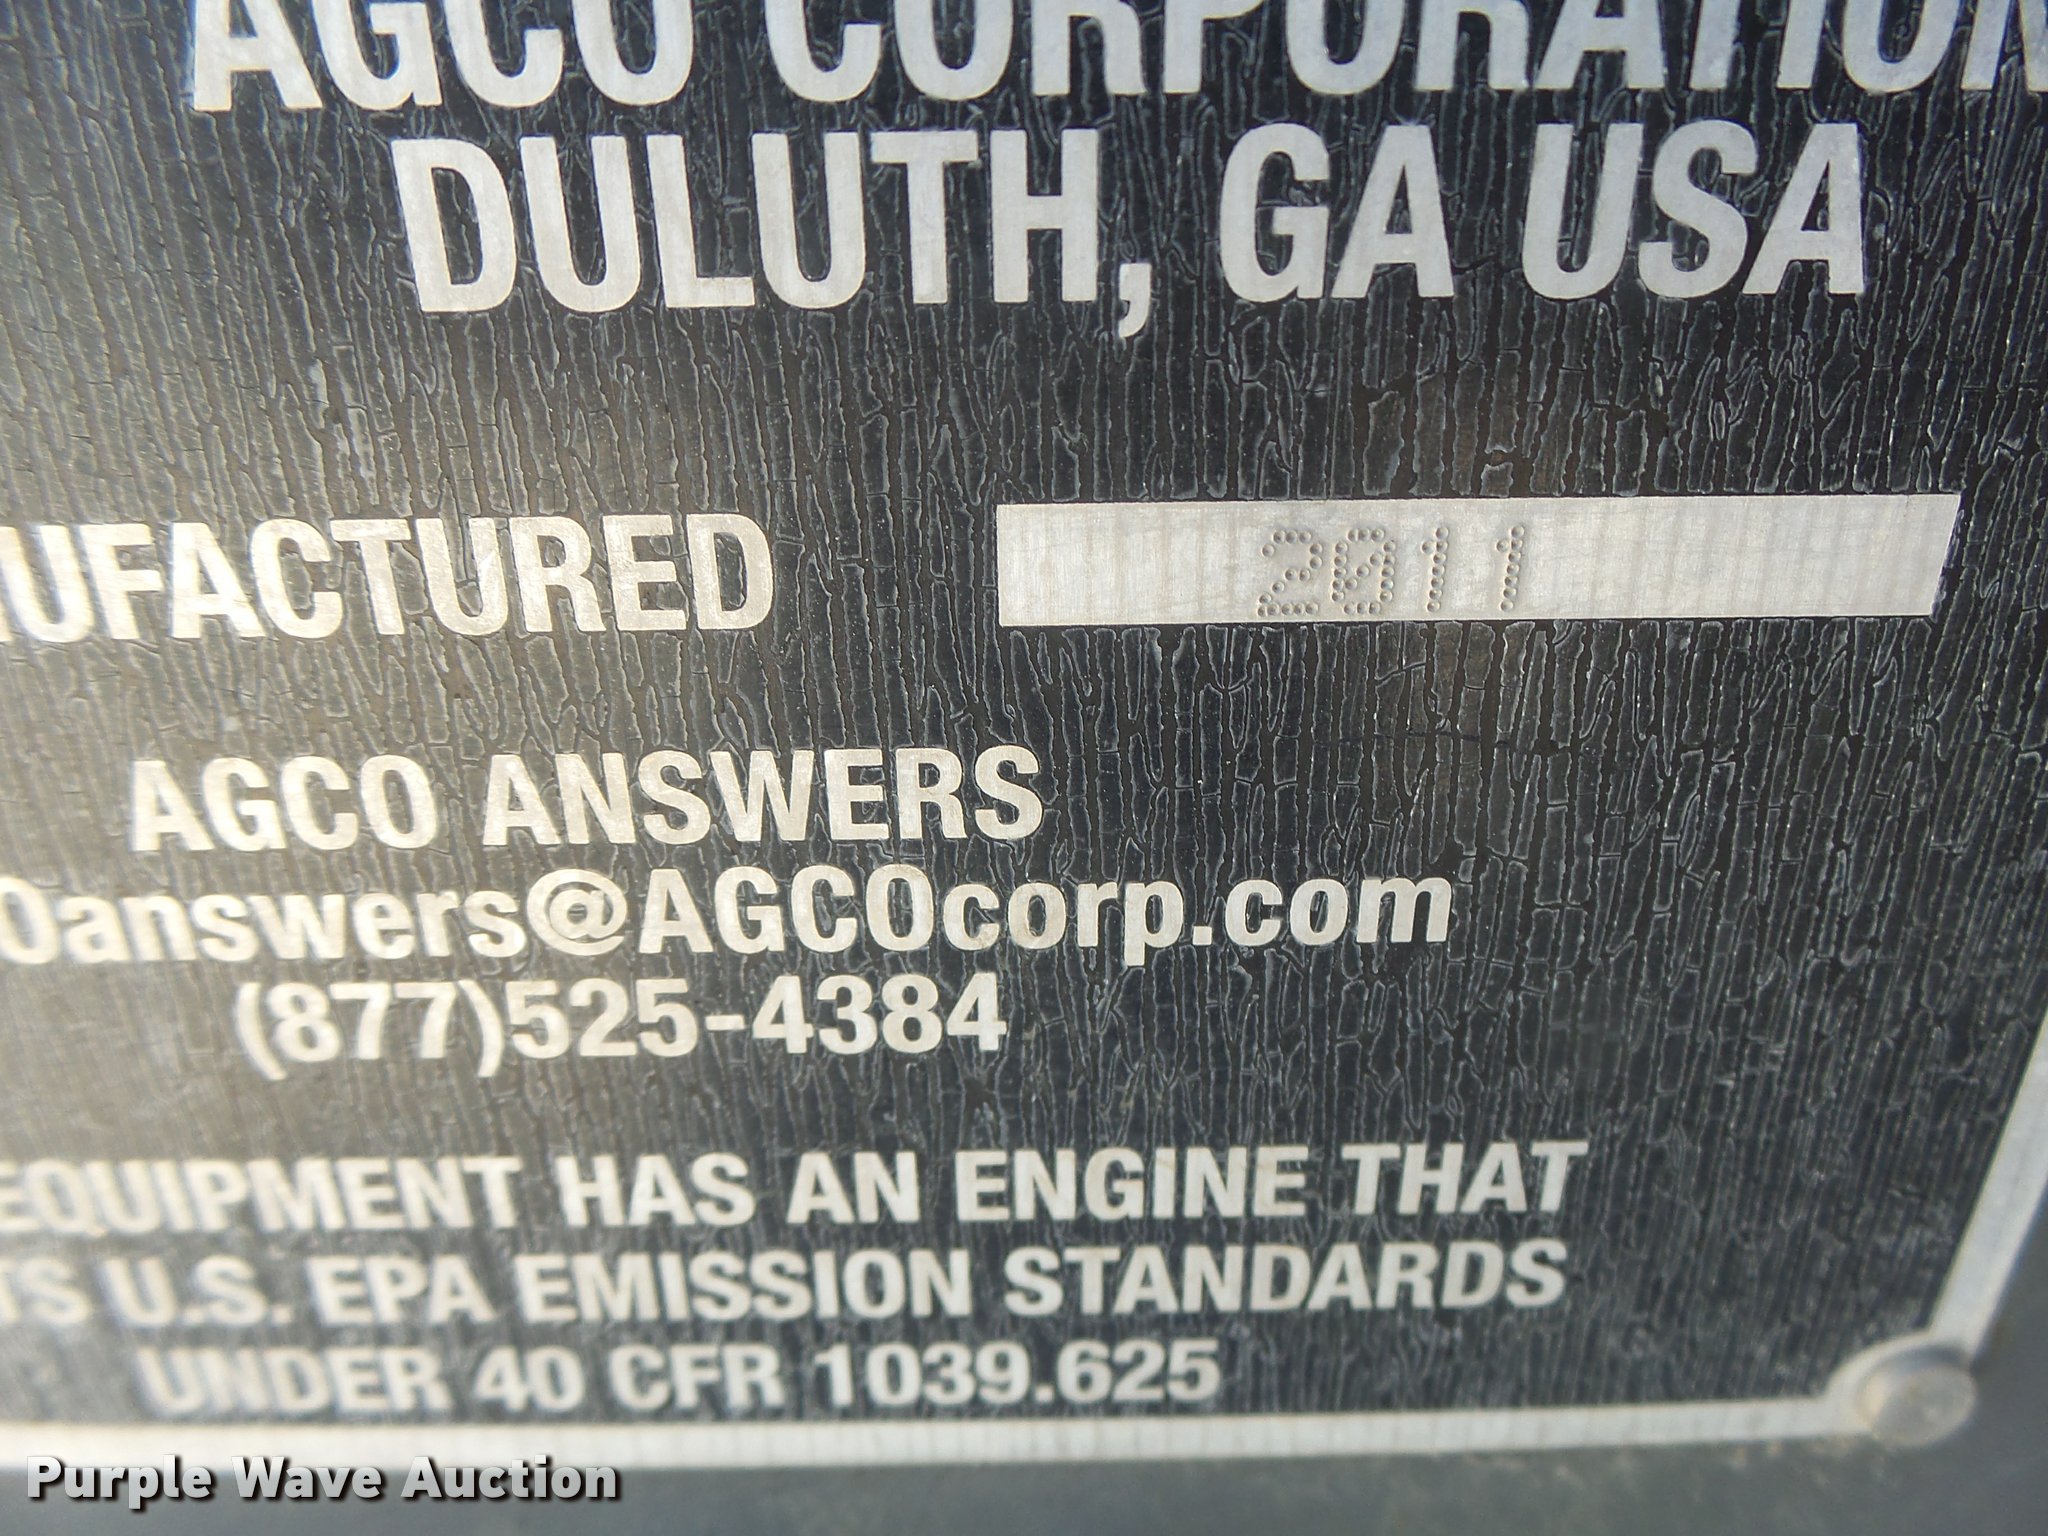 AGCO CORPORATION
DULUTH, GA USA
UFACTURED 2011
AGCO ANSWERS
Oanswers@AGCOcorp.com
(877)525-4384
EQUIPMENT HAS AN ENGINE THAT
TS U.S. EPA EMISSION STANDARDS
UNDER 40 CFR 1039.625
Purple Wave Auction